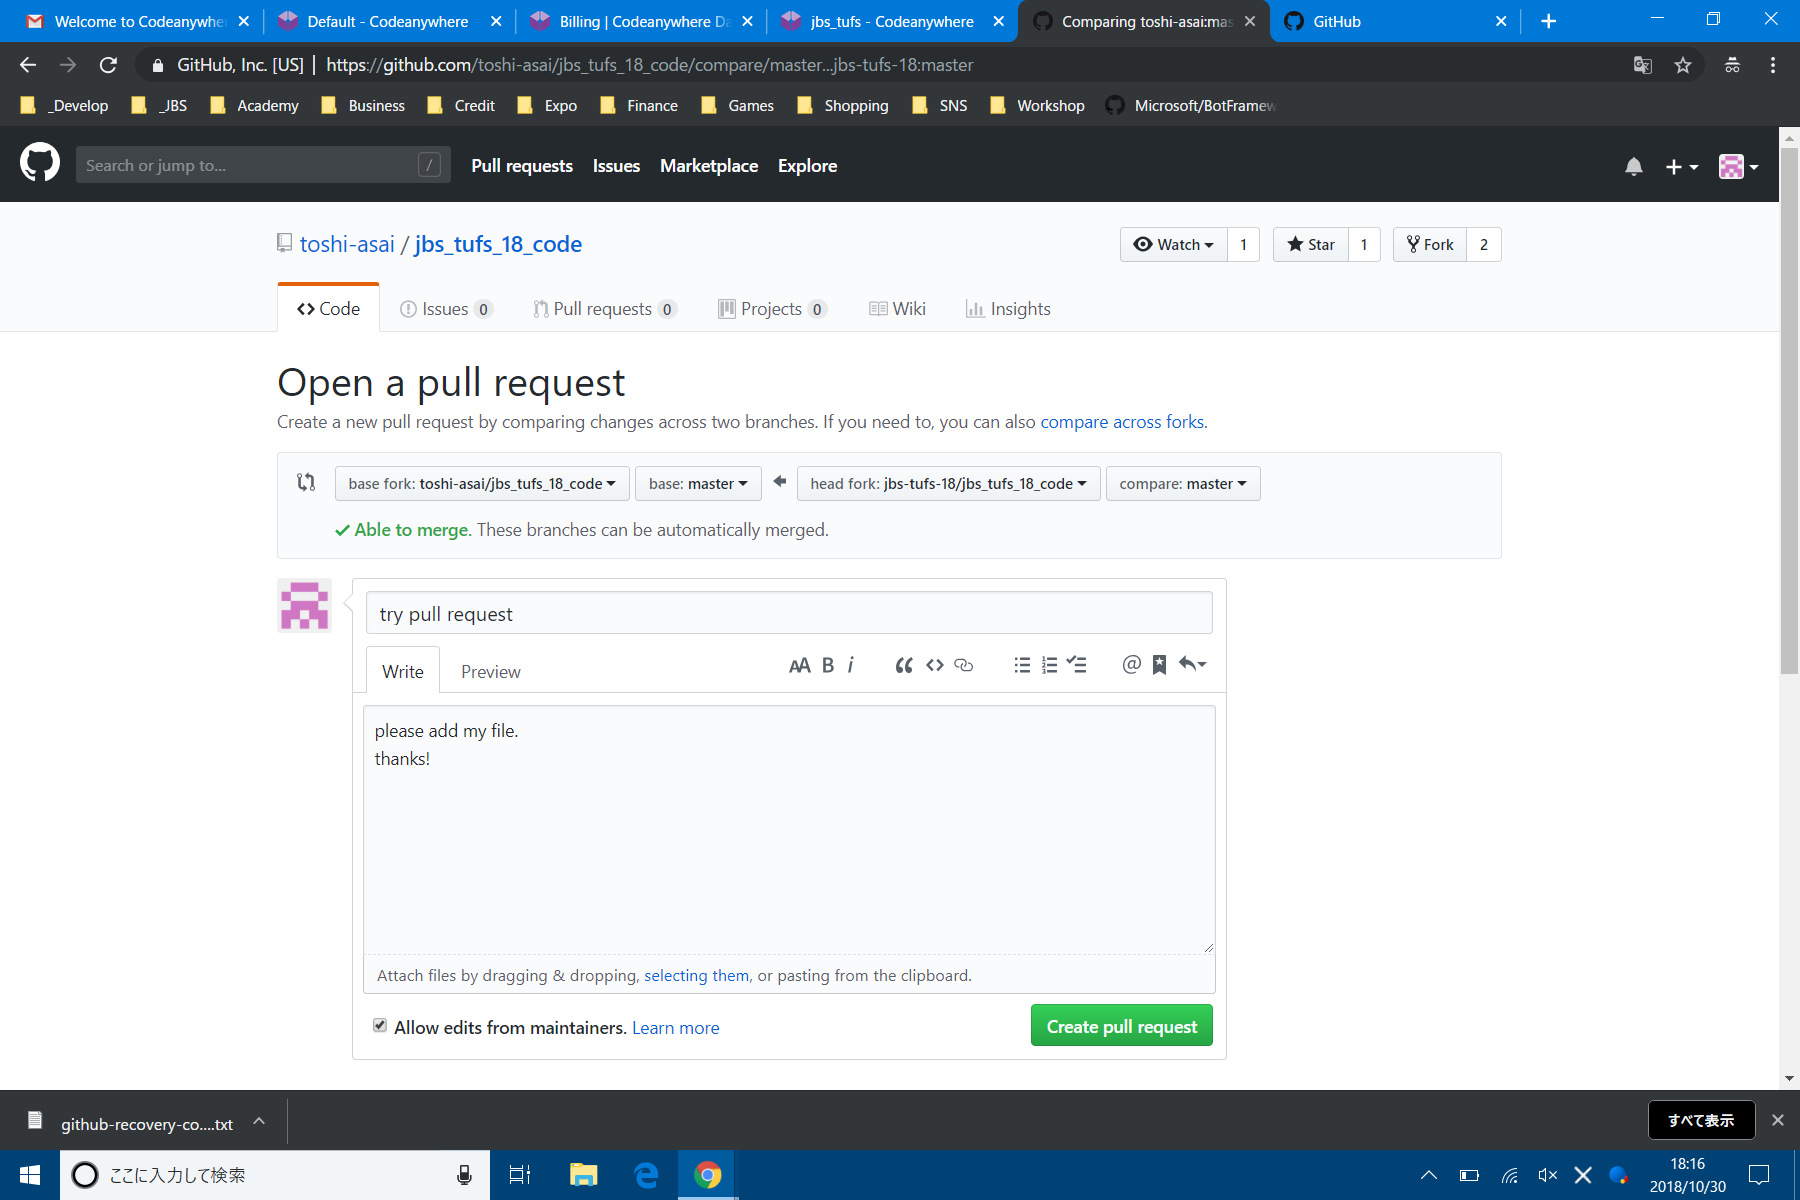 Welcome to Codeanywhe
Default - Codeanywhere
Billing | Codeanywhere Da
jbs_tufs - Codeanywhere
Comparing toshi-asai:mas
GitHub
GitHub, Inc. [US] | https://github.com/toshi-asai/jbs_tufs_18_code/compare/master...jbs-tufs-18:master
_Develop _JBS Academy Business Credit Expo Finance Games Shopping SNS Workshop Microsoft/BotFramew
Search or jump to... / Pull requests Issues Marketplace Explore
toshi-asai / jbs_tufs_18_code
Watch 1 Star 1 Fork 2
Code Issues 0 Pull requests 0 Projects 0 Wiki Insights
Open a pull request
Create a new pull request by comparing changes across two branches. If you need to, you can also compare across forks.
base fork: toshi-asai/jbs_tufs_18_code base: master head fork: jbs-tufs-18/jbs_tufs_18_code compare: master
Able to merge. These branches can be automatically merged.
try pull request
Write Preview AA B i
please add my file.
thanks!
Attach files by dragging & dropping, selecting them, or pasting from the clipboard.
Allow edits from maintainers. Learn more
Create pull request
github-recovery-co....txt
すべて表示
ここに入力して検索
18:16
2018/10/30